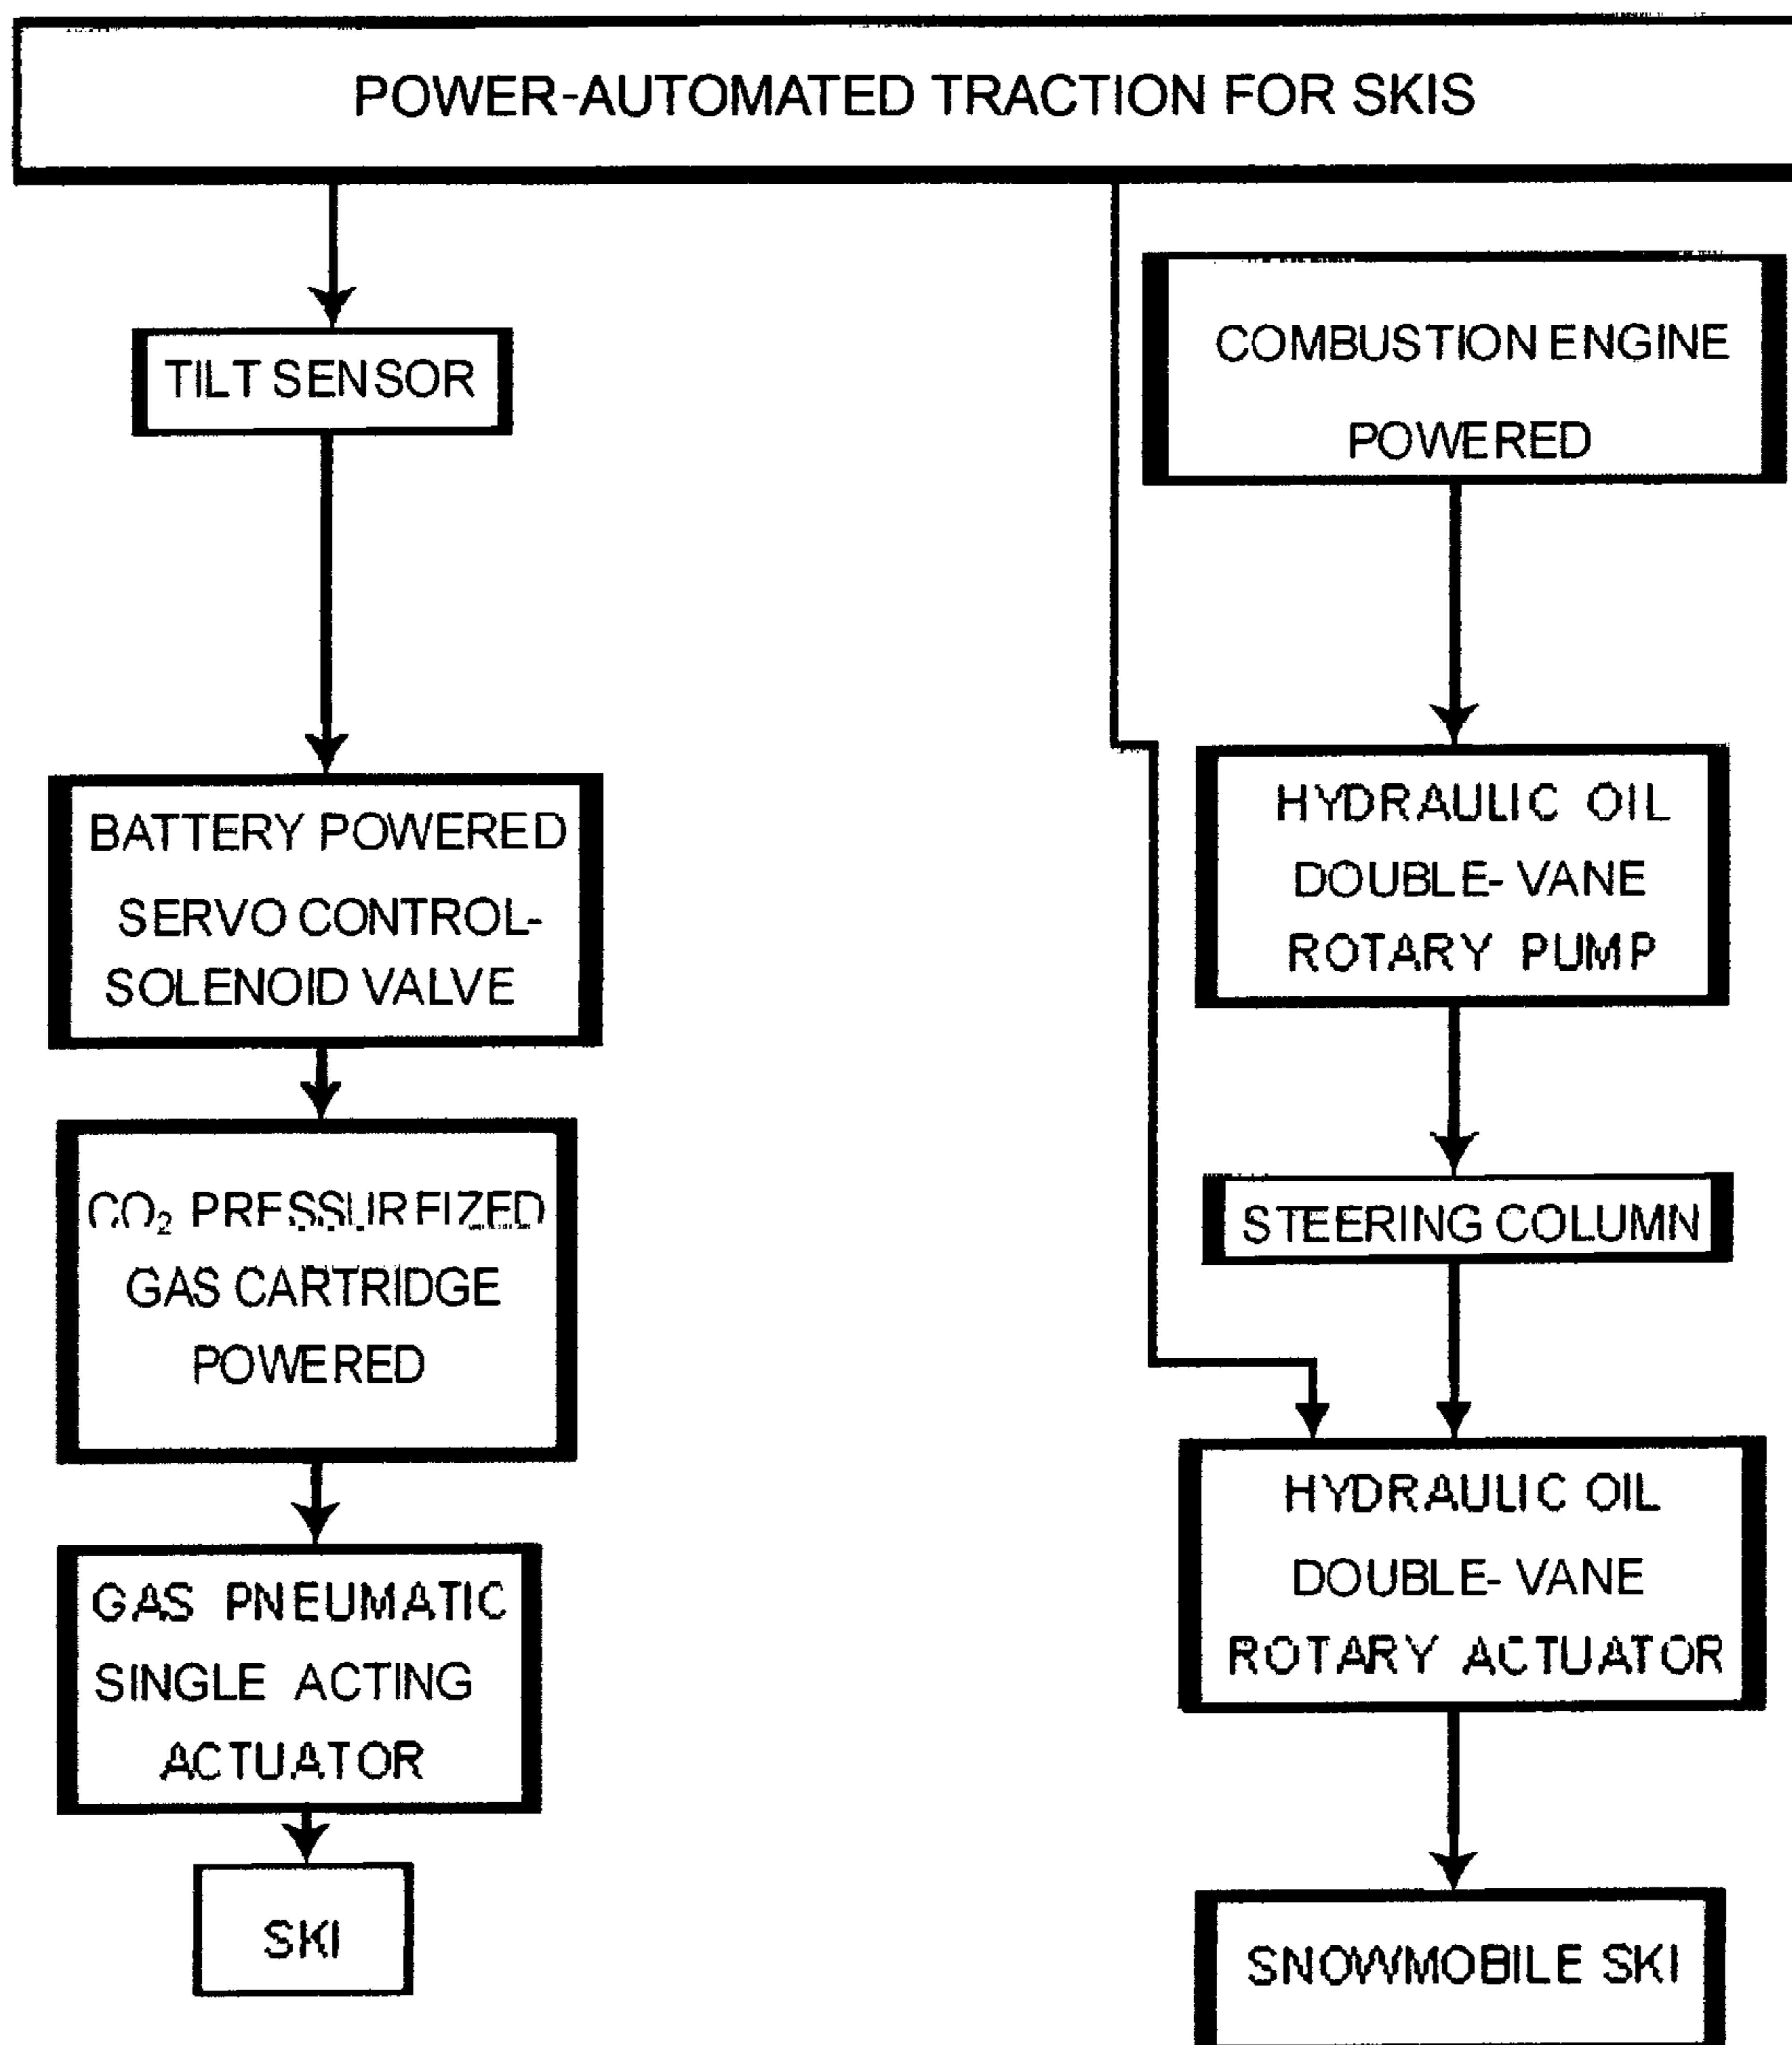 POWER-AUTOMATED TRACTION FOR SKIS
TILT SENSOR
BATTERY POWERED
SERVO CONTROL-
SOLENOID VALVE
CO₂ PRESSUREIZED
GAS CARTRIDGE
POWERED
GAS PNEUMATIC
SINGLE ACTING
ACTUATOR
SKI
COMBUSTION ENGINE
POWERED
HYDRAULIC OIL
DOUBLE-VANE
ROTARY PUMP
STEERING COLUMN
HYDRAULIC OIL
DOUBLE-VANE
ROTARY ACTUATOR
SNOWMOBILE SKI